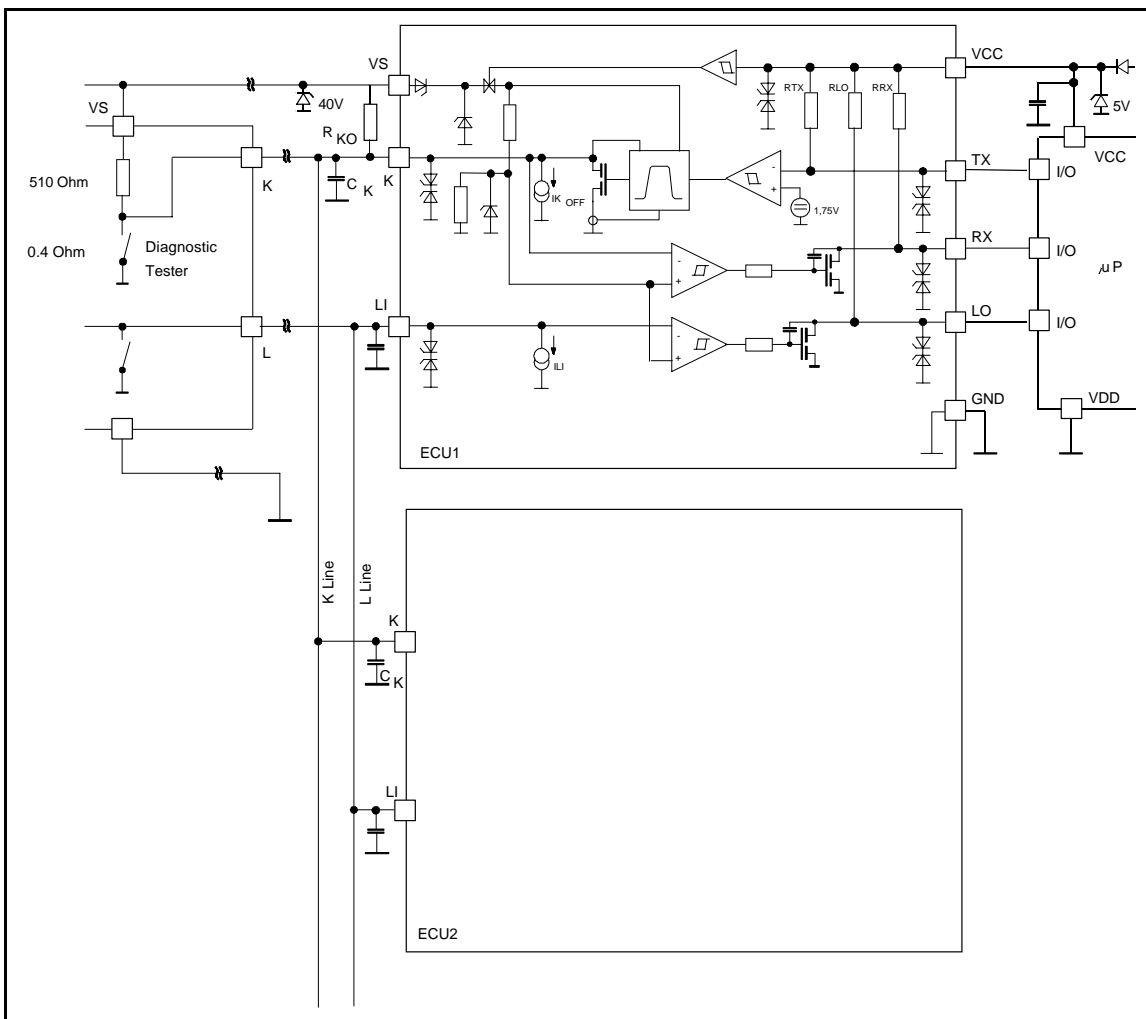 VS
VCC
40V
RTX
RLO
RRX
5V
VS
R
KO
VCC
TX
I/O
K
C
K
K
510 Ohm
IK
OFF
1,75V
0.4 Ohm
Diagnostic
Tester
RX
I/O
µP
LI
LO
I/O
L
ILI
GND
VDD
ECU1
K Line
L Line
K
C
K
LI
ECU2